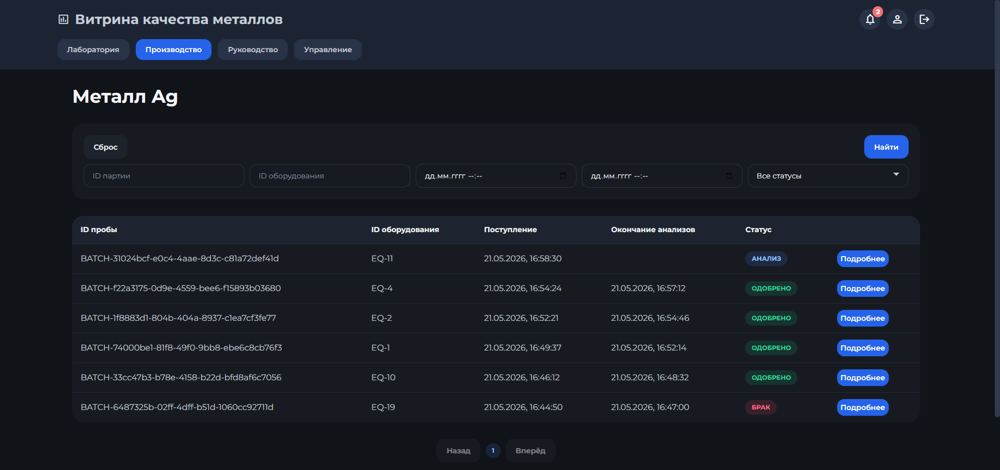 Витрина качества металлов
2
Лаборатория Производство Руководство Управление
Металл Ag
Сброс Найти
ID партии ID оборудования дд.мм.гггг --:-- дд.мм.гггг --:-- Все статусы
ID пробы ID оборудования Поступление Окончание анализов Статус
BATCH-31024bcf-e0c4-4aae-8d3c-c81a72def41d EQ-11 21.05.2026, 16:58:30 АНАЛИЗ Подробнее
BATCH-f22a3175-0d9e-4559-bee6-f15893b03680 EQ-4 21.05.2026, 16:54:24 21.05.2026, 16:57:12 ОДОБРЕНО Подробнее
BATCH-1f8883d1-804b-404a-8937-c1ea7cf3fe77 EQ-2 21.05.2026, 16:52:21 21.05.2026, 16:54:46 ОДОБРЕНО Подробнее
BATCH-74000be1-81f8-49f0-9bb8-ebe6c8cb76f3 EQ-1 21.05.2026, 16:49:37 21.05.2026, 16:52:14 ОДОБРЕНО Подробнее
BATCH-33cc47b3-b78e-4158-b22d-bfd8af6c7056 EQ-10 21.05.2026, 16:46:12 21.05.2026, 16:48:32 ОДОБРЕНО Подробнее
BATCH-6487325b-02ff-4dff-b51d-1060cc92711d EQ-19 21.05.2026, 16:44:50 21.05.2026, 16:47:00 БРАК Подробнее
Назад 1 Вперёд